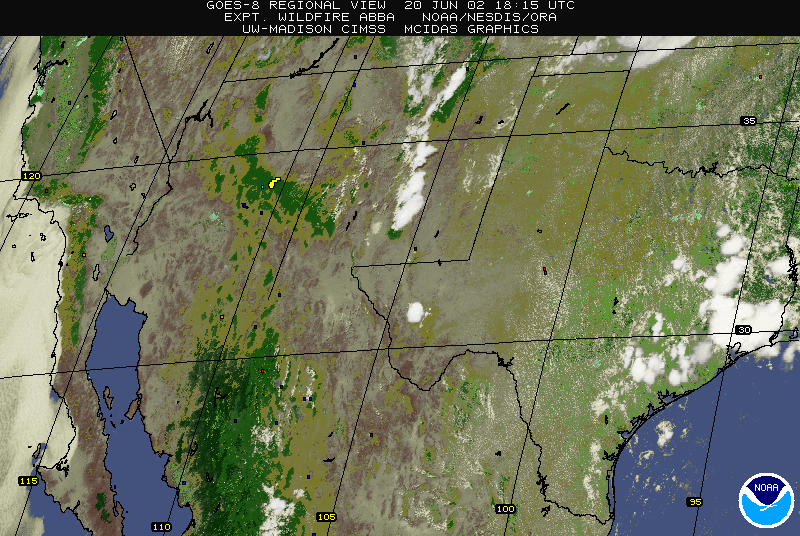 GOES-8 REGIONAL VIEW 20 JUN 02 18:15 UTC
EXPT. WILDFIRE ABBA NOAA/NESDIS/ORA
UW-MADISON CIMSS MCIDAS GRAPHICS
35
120
30
115
110
105
100
95
NOAA